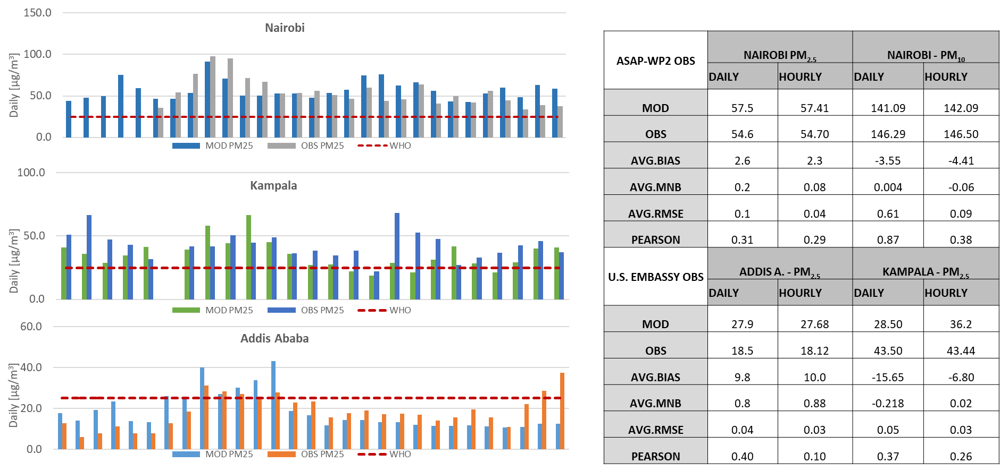 150.0
Nairobi
100.0
50.0
0.0
Daily [µg/m³]
MOD PM25 OBS PM25 WHO
100.0
Kampala
50.0
0.0
Daily [µg/m³]
MOD PM25 OBS PM25 WHO
60.0
Addis Ababa
40.0
20.0
0.0
Daily [µg/m³]
MOD PM25 OBS PM25 WHO
ASAP-WP2 OBS NAIROBI PM2.5 NAIROBI - PM10
DAILY HOURLY DAILY HOURLY
MOD 57.5 57.41 141.09 142.09
OBS 54.6 54.70 146.29 146.50
AVG.BIAS 2.6 2.3 -3.55 -4.41
AVG.MNB 0.2 0.08 0.004 -0.06
AVG.RMSE 0.1 0.04 0.61 0.09
PEARSON 0.31 0.29 0.87 0.38
U.S. EMBASSY OBS ADDIS A. - PM2.5 KAMPALA - PM2.5
DAILY HOURLY DAILY HOURLY
MOD 27.9 27.68 28.50 36.2
OBS 18.5 18.12 43.50 43.44
AVG.BIAS 9.8 10.0 -15.65 -6.80
AVG.MNB 0.8 0.88 -0.218 0.02
AVG.RMSE 0.04 0.03 0.05 0.03
PEARSON 0.40 0.10 0.37 0.26